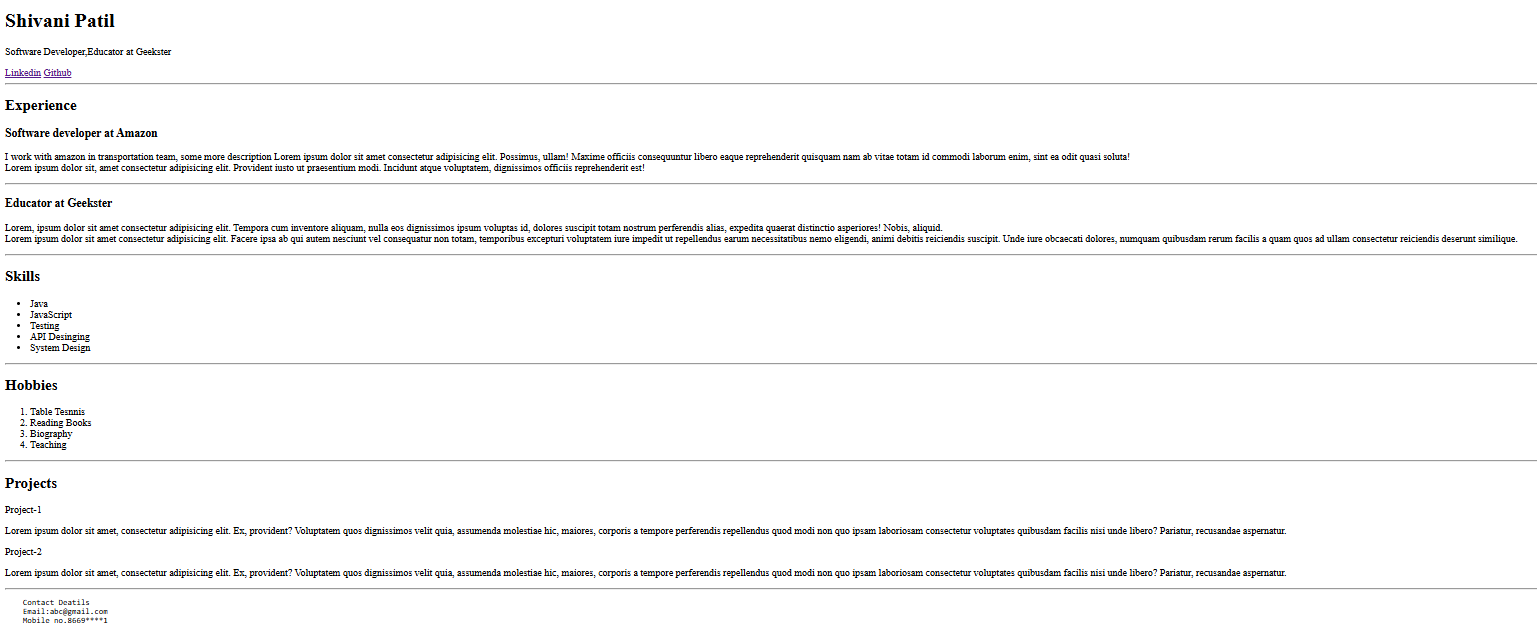 Shivani Patil
Software Developer,Educator at Geekster
Linkedin Github
Experience
Software developer at Amazon
I work with amazon in transportation team, some more description Lorem ipsum dolor sit amet consectetur adipisicing elit. Possimus, ullam! Maxime officiis consequuntur libero eaque reprehenderit quisquam nam ab vitae totam id commodi laborum enim, sint ea odit quasi soluta!
Lorem ipsum dolor sit, amet consectetur adipisicing elit. Provident iusto ut praesentium modi. Incidunt atque voluptatem, dignissimos officiis reprehenderit est!
Educator at Geekster
Lorem, ipsum dolor sit amet consectetur adipisicing elit. Tempora cum inventore aliquam, nulla eos dignissimos ipsum voluptas id, dolores suscipit totam nostrum perferendis alias, expedita quaerat distinctio asperiores! Nobis, aliquid.
Lorem ipsum dolor sit amet consectetur adipisicing elit. Facere ipsa ab qui autem nesciunt vel consequatur non totam, temporibus excepturi voluptatem iure impedit ut repellendus earum necessitatibus nemo eligendi, animi debitis reiciendis suscipit. Unde iure obcaecati dolores, numquam quibusdam rerum facilis a quam quos ad ullam consectetur reiciendis deserunt similique.
Skills
• Java
• JavaScript
• Testing
• API Desinging
• System Design
Hobbies
1. Table Tesnnis
2. Reading Books
3. Biography
4. Teaching
Projects
Project-1
Lorem ipsum dolor sit amet, consectetur adipisicing elit. Ex, provident? Voluptatem quos dignissimos velit quia, assumenda molestiae hic, maiores, corporis a tempore perferendis repellendus quod modi non quo ipsam laboriosam consectetur voluptates quibusdam facilis nisi unde libero? Pariatur, recusandae aspernatur.
Project-2
Lorem ipsum dolor sit amet, consectetur adipisicing elit. Ex, provident? Voluptatem quos dignissimos velit quia, assumenda molestiae hic, maiores, corporis a tempore perferendis repellendus quod modi non quo ipsam laboriosam consectetur voluptates quibusdam facilis nisi unde libero? Pariatur, recusandae aspernatur.
Contact Deatils
Email:abc@gmail.com
Mobile no.8669****1